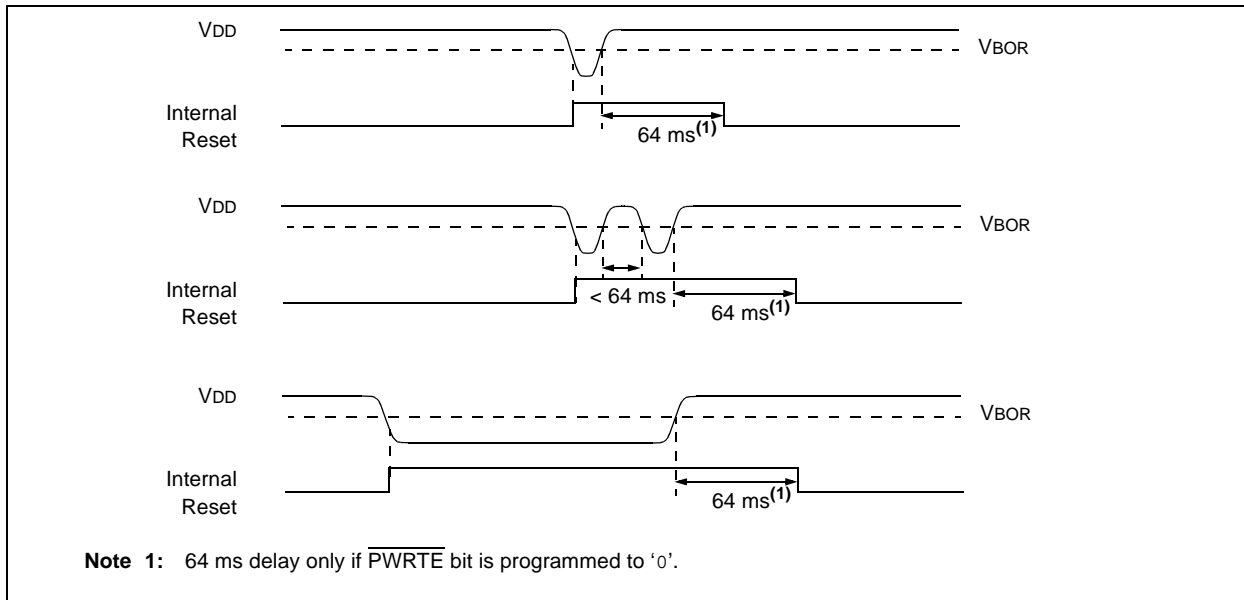 VDD
VBOR
Internal
Reset
64 ms(1)
VDD
VBOR
Internal
Reset
< 64 ms
64 ms(1)
VDD
VBOR
Internal
Reset
64 ms(1)
Note 1: 64 ms delay only if PWRTE bit is programmed to ‘0’.